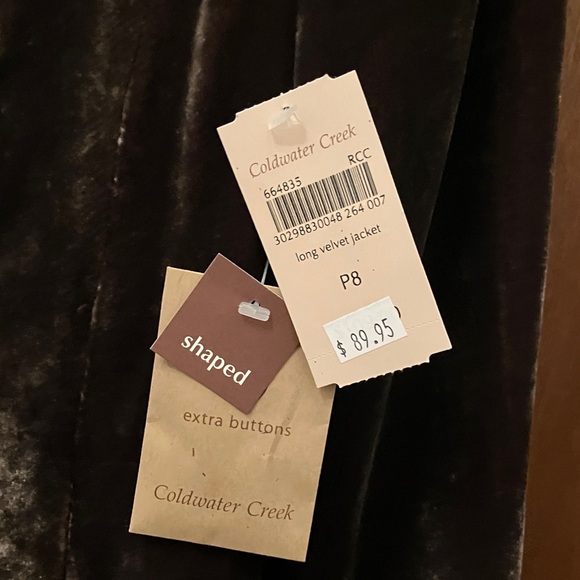 Coldwater Creek
664835 RCC
30298830048 264 007
long velvet jacket
P8
$ 89.95
shaped
extra buttons
Coldwater Creek